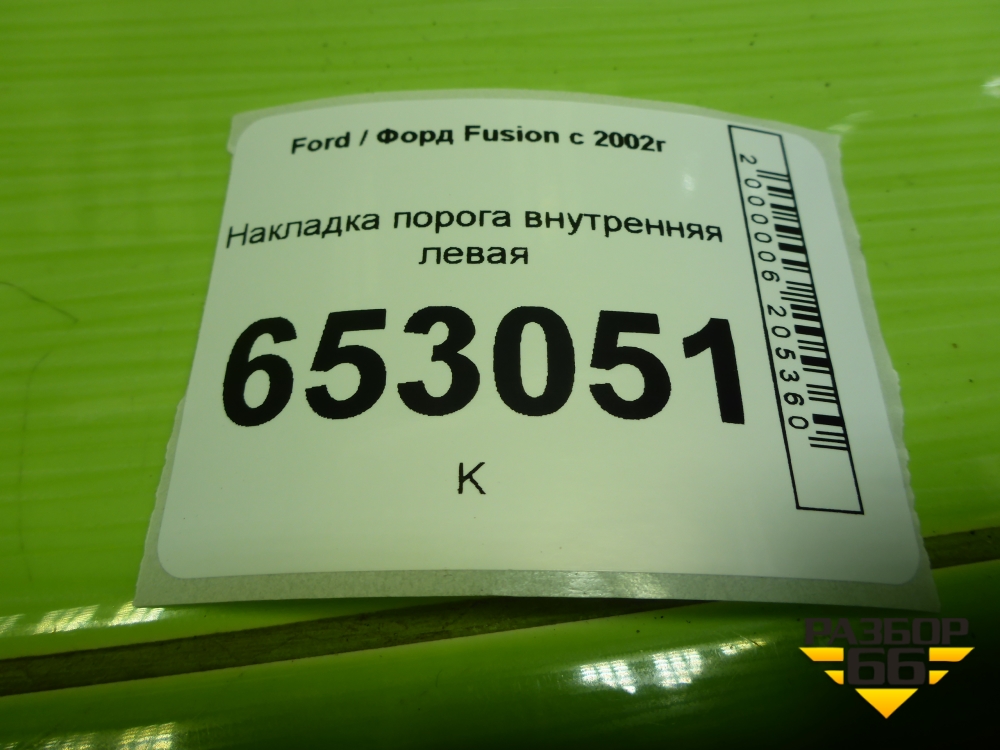 Ford / Форд Fusion с 2002г
Накладка порога внутренняя
левая
653051
К
2000006205360
РАЗБОР
66